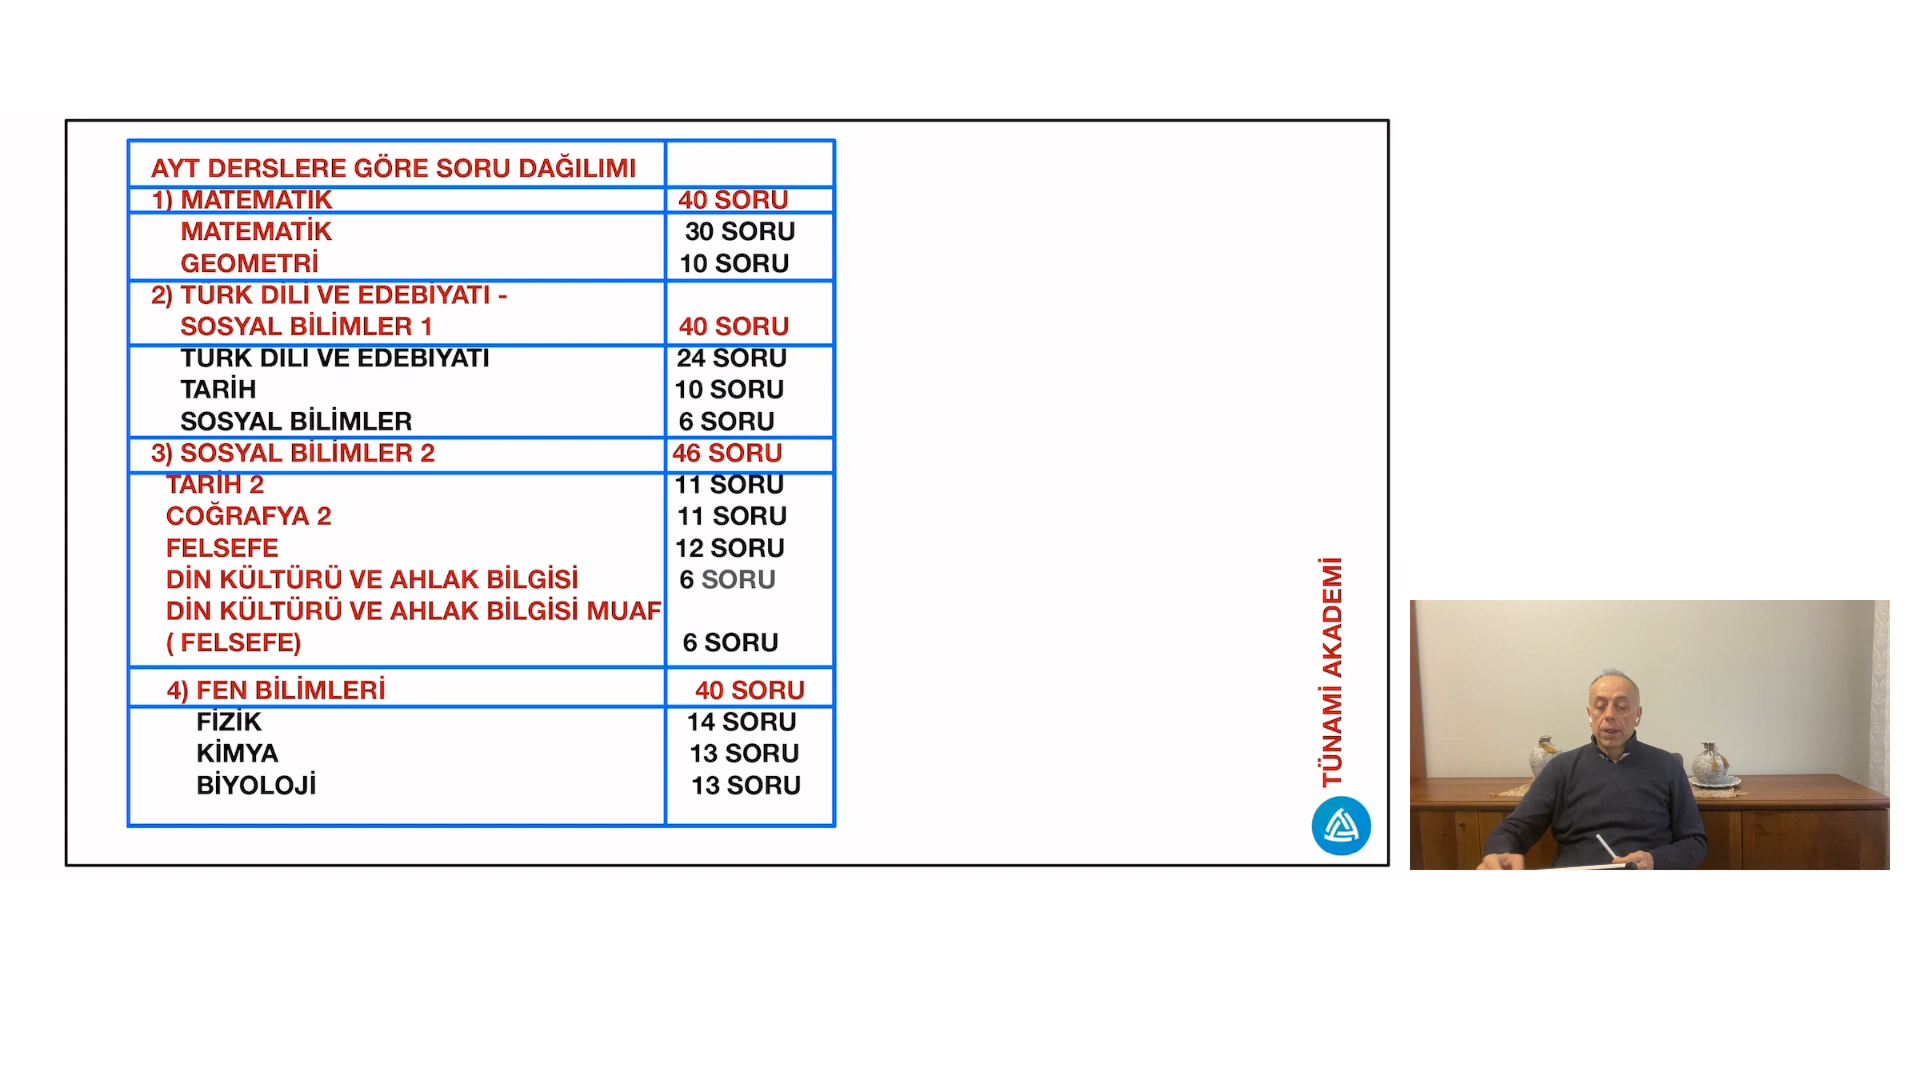 AYT DERSLERE GÖRE SORU DAĞILIMI
1) MATEMATİK 40 SORU
MATEMATİK 30 SORU
GEOMETRİ 10 SORU
2) TÜRK DİLİ VE EDEBİYATI -
SOSYAL BİLİMLER 1 40 SORU
TÜRK DİLİ VE EDEBİYATI 24 SORU
TARİH 10 SORU
SOSYAL BİLİMLER 6 SORU
3) SOSYAL BİLİMLER 2 46 SORU
TARİH 2 11 SORU
COĞRAFYA 2 11 SORU
FELSEFE 12 SORU
DİN KÜLTÜRÜ VE AHLAK BİLGİSİ 6 SORU
DİN KÜLTÜRÜ VE AHLAK BİLGİSİ MUAF
( FELSEFE) 6 SORU
4) FEN BİLİMLERİ 40 SORU
FİZİK 14 SORU
KİMYA 13 SORU
BİYOLOJİ 13 SORU
TÜNAMİ AKADEMİ